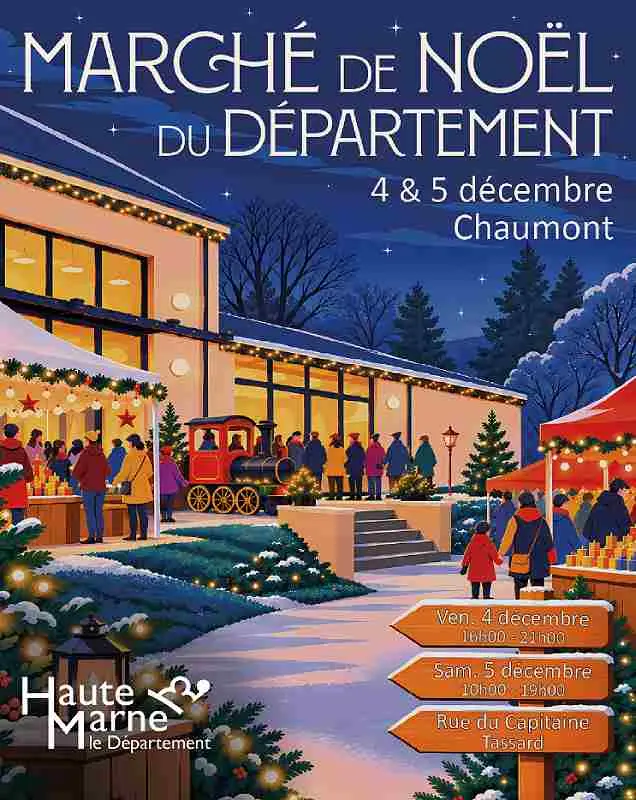 MARCHÉ DE NOËL
DU DÉPARTEMENT
4 & 5 décembre
Chaumont
Ven. 4 décembre
16h00 - 21h00
Sam. 5 décembre
10h00 - 19h00
Rue du Capitaine
Tassard
Haute
Marne
le Département